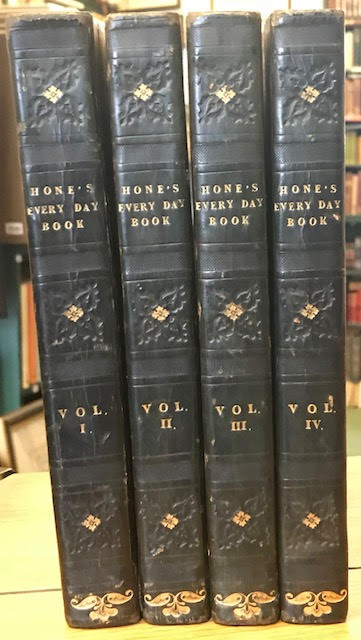 HONE'S
EVERY DAY
BOOK
VOL.
I.
HONE'S
EVERY DAY
BOOK
VOL.
II.
HONE'S
EVERY DAY
BOOK
VOL.
III.
HONE'S
EVERY DAY
BOOK
VOL.
IV.